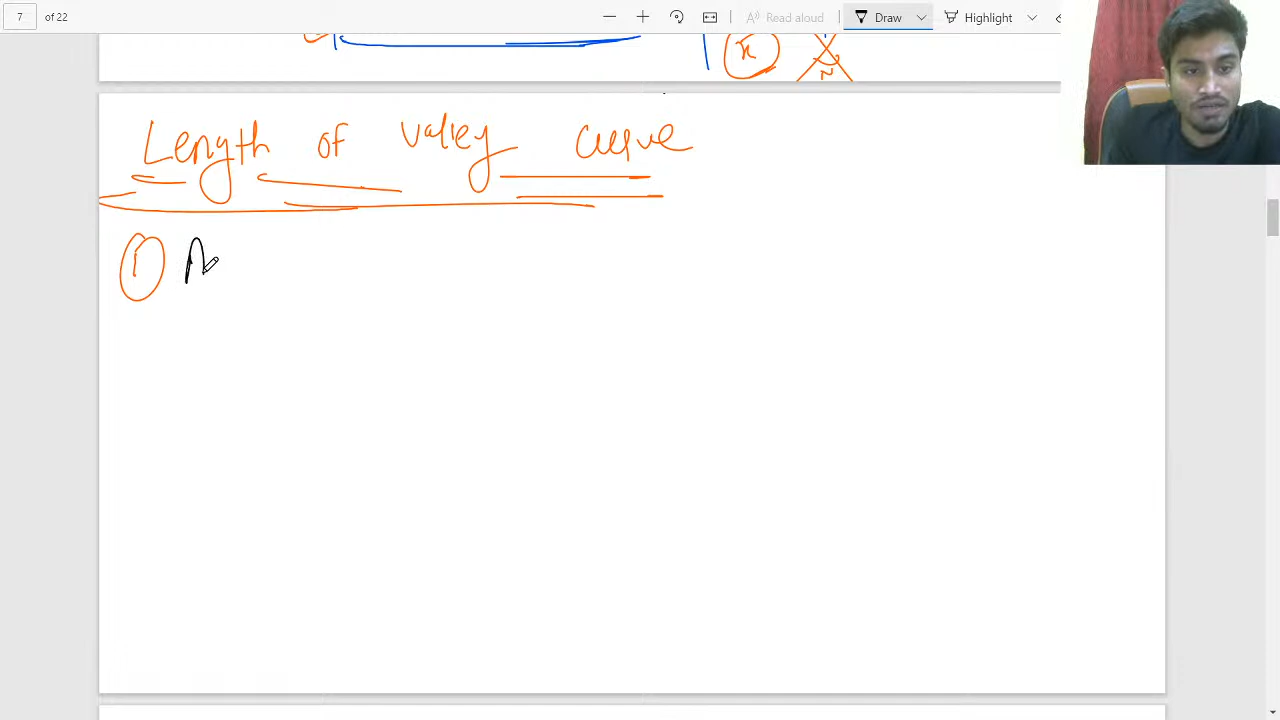 7 of 22 Read aloud Draw Highlight
x N
Length of valley curve
1 A